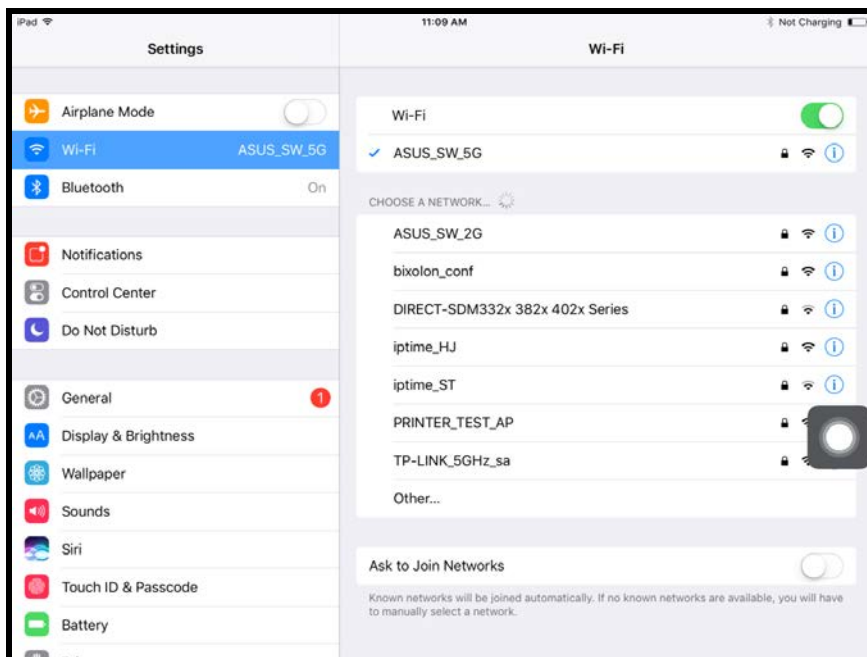 iPad 11:09 AM Not Charging
Settings
Wi-Fi
Airplane Mode
Wi-Fi ASUS_SW_5G
Bluetooth On
Notifications
Control Center
Do Not Disturb
General 1
AA Display & Brightness
Wallpaper
Sounds
Siri
Touch ID & Passcode
Battery
Wi-Fi
ASUS_SW_5G
CHOOSE A NETWORK...
ASUS_SW_2G
bixolon_conf
DIRECT-SDM332x 382x 402x Series
iptime_HJ
iptime_ST
PRINTER_TEST_AP
TP-LINK_5GHz_sa
Other...
Ask to Join Networks
Known networks will be joined automatically. If no known networks are available, you will have
to manually select a network.